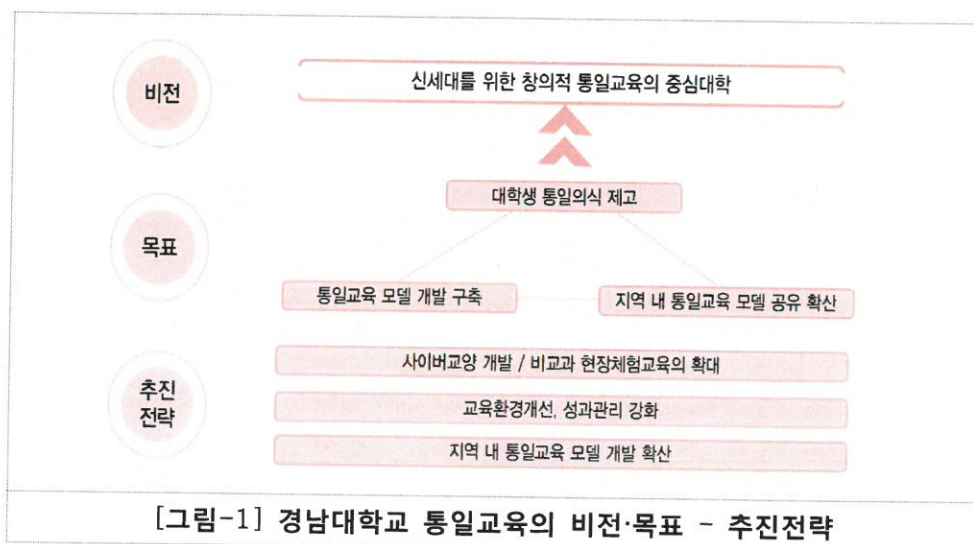 비전
신세대를 위한 창의적 통일교육의 중심대학
대학생 통일의식 제고
목표
통일교육 모델 개발 구축
지역 내 통일교육 모델 공유 확산
사이버교양 개발 / 비교과 현장체험교육의 확대
추진
전략
교육환경개선, 성과관리 강화
지역 내 통일교육 모델 개발 확산
[그림-1] 경남대학교 통일교육의 비전·목표 - 추진전략